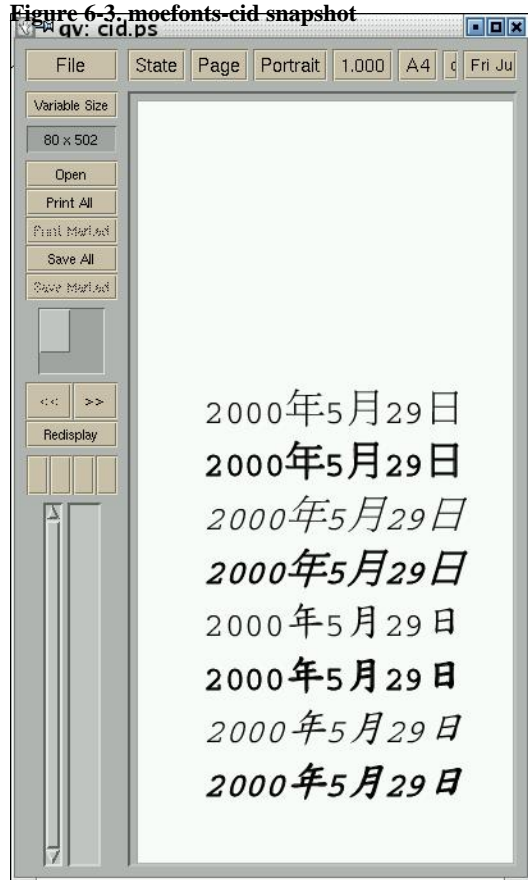 Figure 6-3. moefonts-cid snapshot
gv: cid.ps
File State Page Portrait 1.000 A4 Fri Ju
Variable Size
80 x 502
Open
Print All
Print Marked
Save All
Save Marked
<< >>
Redisplay
2000年5月29日
2000年5月29日
2000年5月29日
2000年5月29日
2000年5月29日
2000年5月29日
2000年5月29日
2000年5月29日